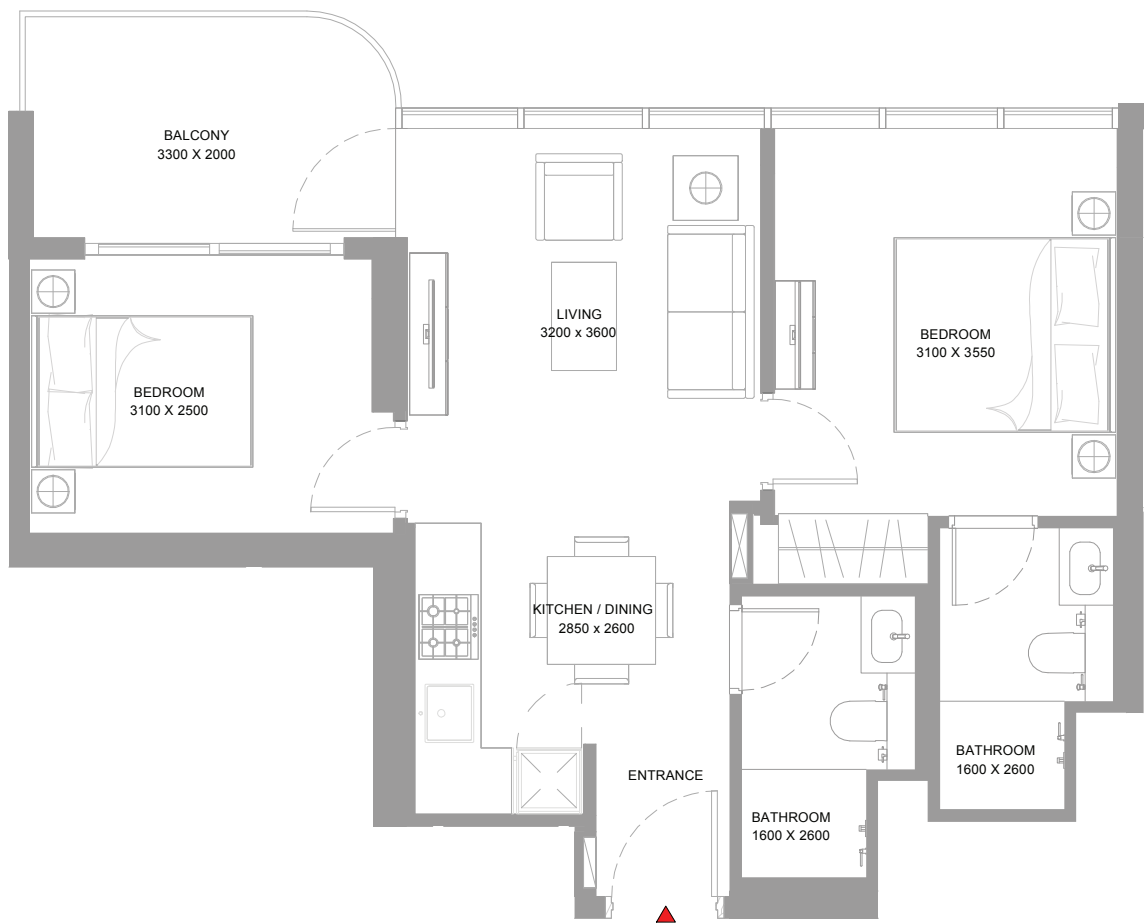 BALCONY
3300 X 2000
LIVING
3200 x 3600
BEDROOM
3100 X 3550
BEDROOM
3100 X 2500
KITCHEN / DINING
2850 x 2600
ENTRANCE
BATHROOM
1600 X 2600
BATHROOM
1600 X 2600